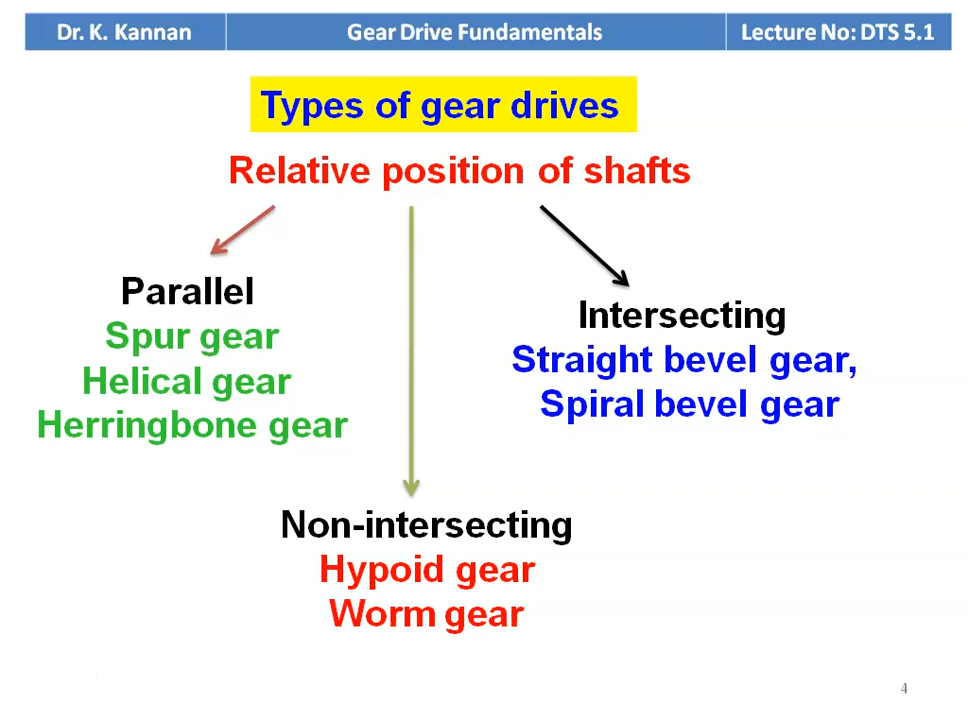 Dr. K. Kannan
Gear Drive Fundamentals
Lecture No: DTS 5.1
Types of gear drives
Relative position of shafts
Parallel
Spur gear
Helical gear
Herringbone gear
Intersecting
Straight bevel gear,
Spiral bevel gear
Non-intersecting
Hypoid gear
Worm gear
4